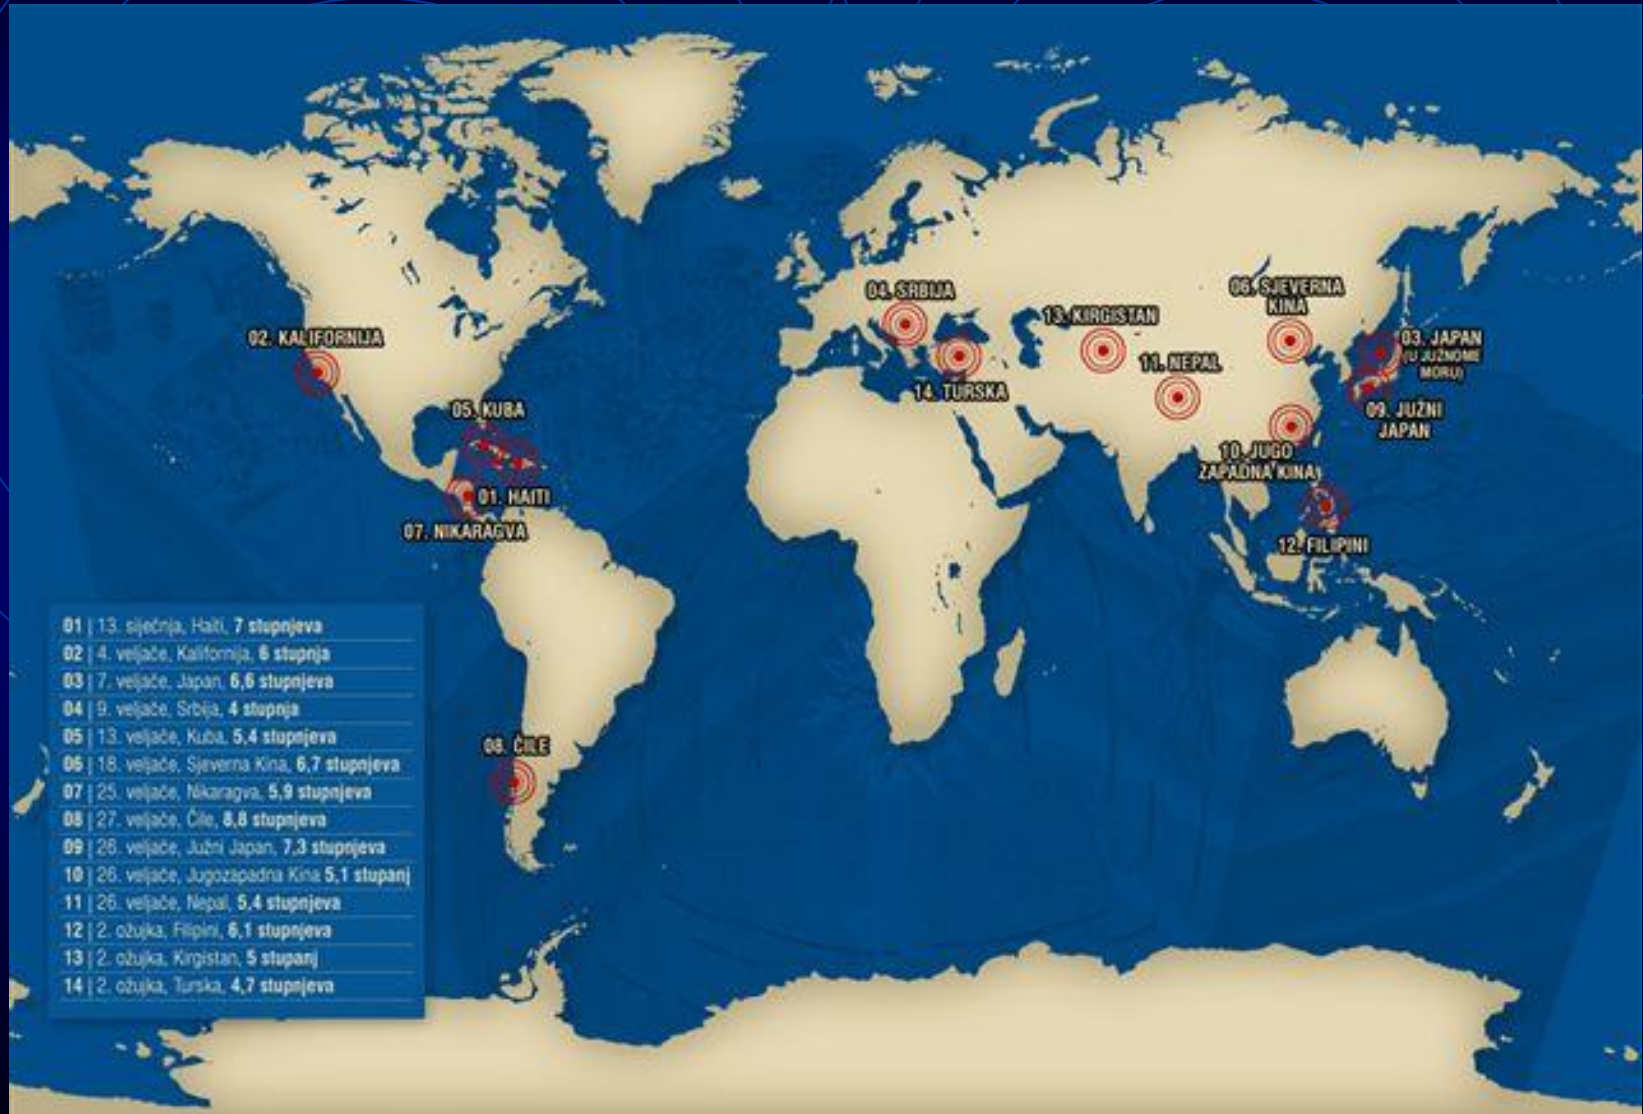 04. SRBIJA
06. SJEVERNA
KINA
13. KIRGISTAN
02. KALIFORNIJA
03. JAPAN
(U JUŽNOME
MORU)
11. NEPAL
14. TURSKA
05. KUBA
09. JUŽNI
JAPAN
10. JUGO
ZAPADNA KINA
01. HAITI
07. NIKARAGVA
12. FILIPINI
08. ČILE
01 | 13. siječnja, Haiti, 7 stupnjeva
02 | 4. veljače, Kalifornija, 6 stupnja
03 | 7. veljače, Japan, 6,6 stupnjeva
04 | 9. veljače, Srbija, 4 stupnja
05 | 13. veljače, Kuba, 5,4 stupnjeva
06 | 18. veljače, Sjeverna Kina, 6,7 stupnjeva
07 | 25. veljače, Nikaragva, 5,9 stupnjeva
08 | 27. veljače, Čile, 8,8 stupnjeva
09 | 26. veljače, Južni Japan, 7,3 stupnjeva
10 | 26. veljače, Jugozapadna Kina 5,1 stupanj
11 | 26. veljače, Nepal, 5,4 stupnjeva
12 | 2. ožujka, Filipini, 6,1 stupnjeva
13 | 2. ožujka, Kirgistan, 5 stupanj
14 | 2. ožujka, Turska, 4,7 stupnjeva